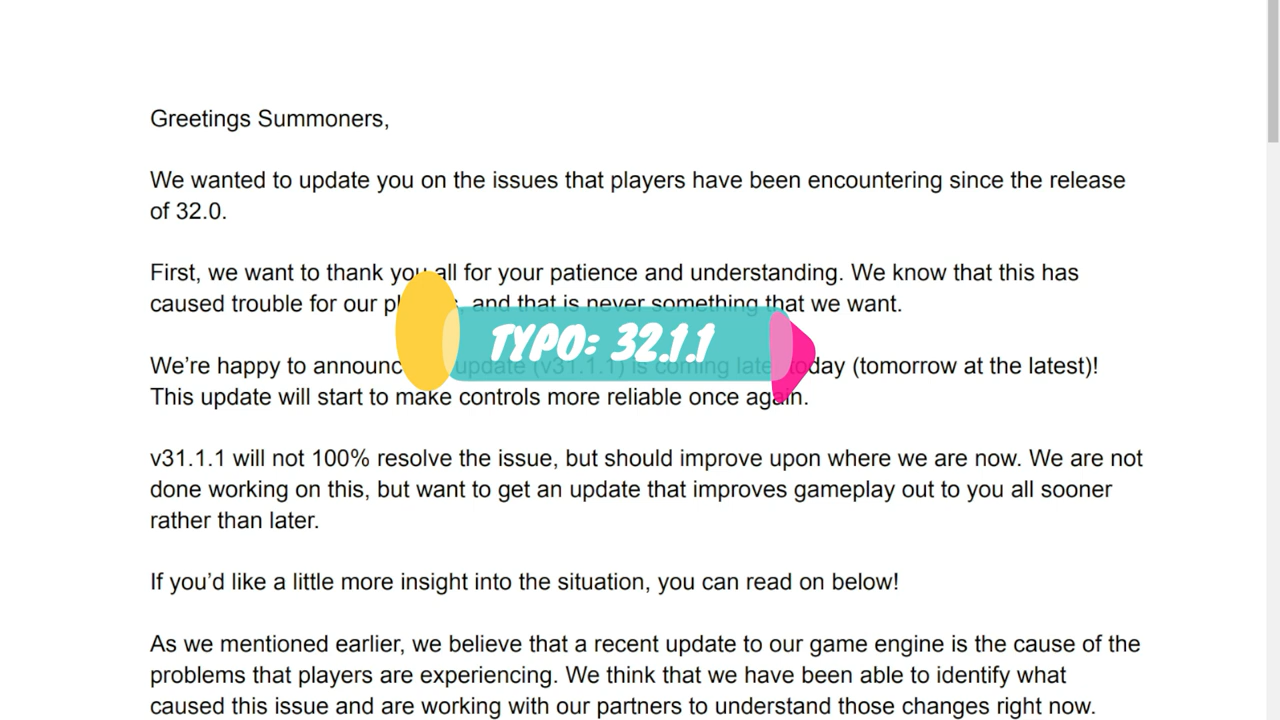 Greetings Summoners,
We wanted to update you on the issues that players have been encountering since the release
of 32.0.
First, we want to thank you all for your patience and understanding. We know that this has
caused trouble for our and that is never something that we want.
TYPO: 32.1.1
We're happy to announc update (v31.1.1) is coming later today (tomorrow at the latest)!
This update will start to make controls more reliable once again.
v31.1.1 will not 100% resolve the issue, but should improve upon where we are now. We are not
done working on this, but want to get an update that improves gameplay out to you all sooner
rather than later.
If you'd like a little more insight into the situation, you can read on below!
As we mentioned earlier, we believe that a recent update to our game engine is the cause of the
problems that players are experiencing. We think that we have been able to identify what
caused this issue and are working with our partners to understand those changes right now.